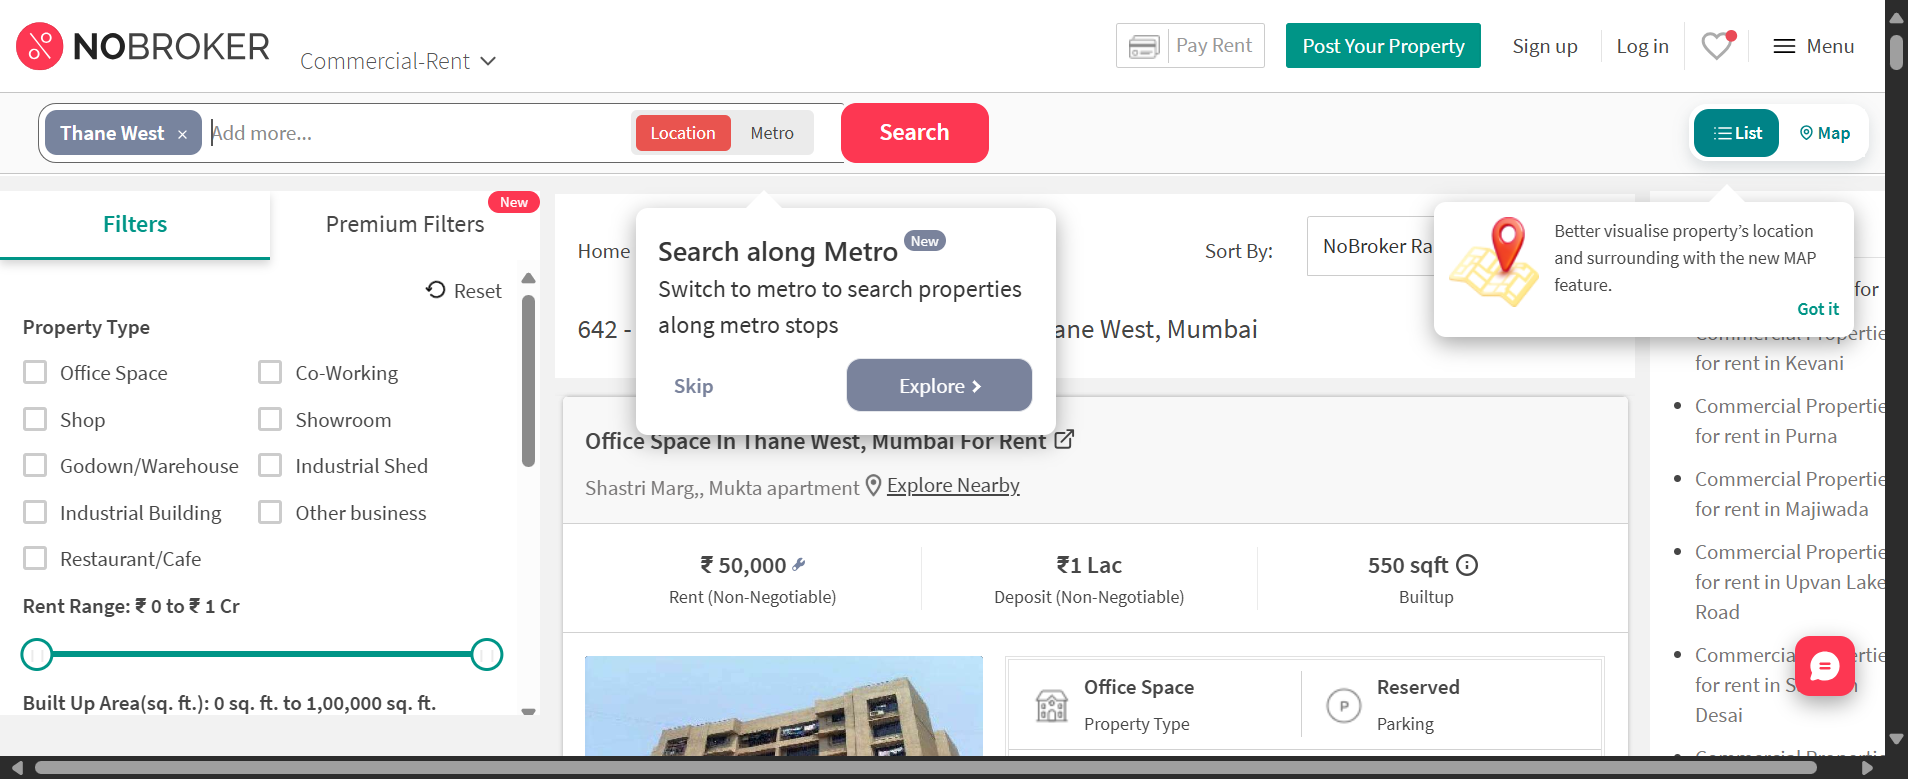 NOBROKER
Commercial-Rent
Pay Rent
Post Your Property
Sign up
Log in
Menu
Thane West ×
Add more...
Location
Metro
Search
List
Map
Filters
Premium Filters
New
Reset
Property Type
Office Space
Co-Working
Shop
Showroom
Godown/Warehouse
Industrial Shed
Industrial Building
Other business
Restaurant/Cafe
Rent Range: ₹ 0 to ₹ 1 Cr
Built Up Area(sq. ft.): 0 sq. ft. to 1,00,000 sq. ft.
Home
Search along Metro New
Switch to metro to search properties
along metro stops
Skip
Explore
Sort By:
NoBroker Ra
642 -
ane West, Mumbai
Better visualise property's location
and surrounding with the new MAP
feature.
Got it
Office Space In Thane West, Mumbai For Rent
Shastri Marg,, Mukta apartment
Explore Nearby
₹ 50,000
Rent (Non-Negotiable)
₹1 Lac
Deposit (Non-Negotiable)
550 sqft
Builtup
Office Space
Property Type
P
Reserved
Parking
for
Commercial Propertie
for rent in Kevani
Commercial Propertie
for rent in Purna
Commercial Propertie
for rent in Majiwada
Commercial Propertie
for rent in Upvan Lake
Road
Commercia
rtie
for rent in S
n
Desai
Commercial Propertie